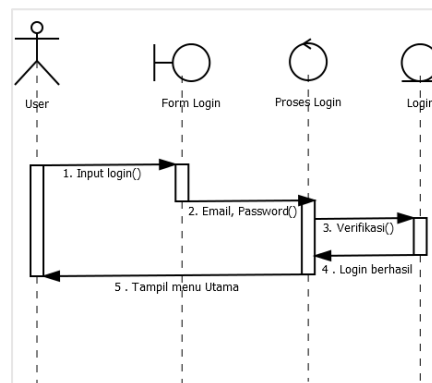 User
Form Login
Proses Login
Login
1. Input login()
2. Email, Password()
3. Verifikasi()
4 . Login berhasil
5 . Tampil menu Utama